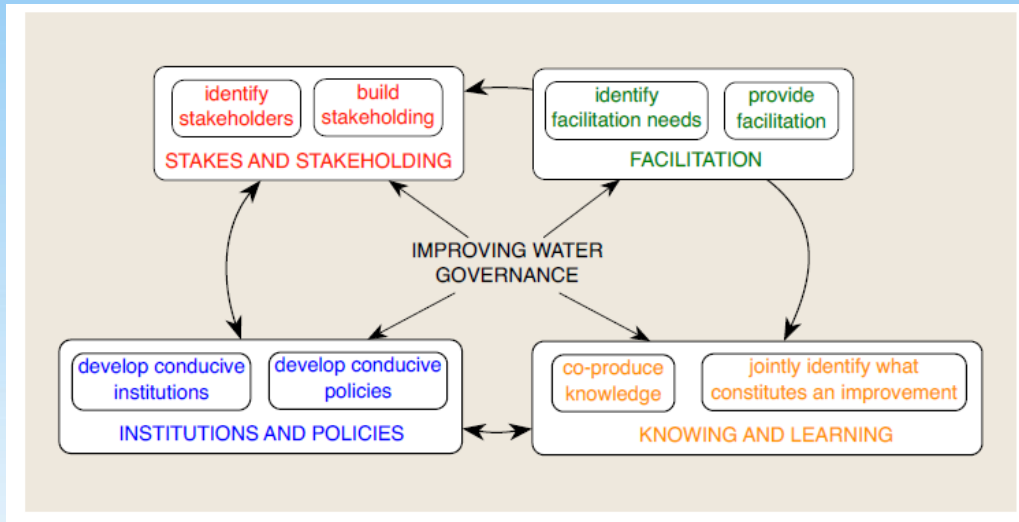 identify
stakeholders
build
stakeholding
STAKES AND STAKEHOLDING
identify
facilitation needs
provide
facilitation
FACILITATION
IMPROVING WATER
GOVERNANCE
develop conducive
institutions
develop conducive
policies
INSTITUTIONS AND POLICIES
co-produce
knowledge
jointly identify what
constitutes an improvement
KNOWING AND LEARNING